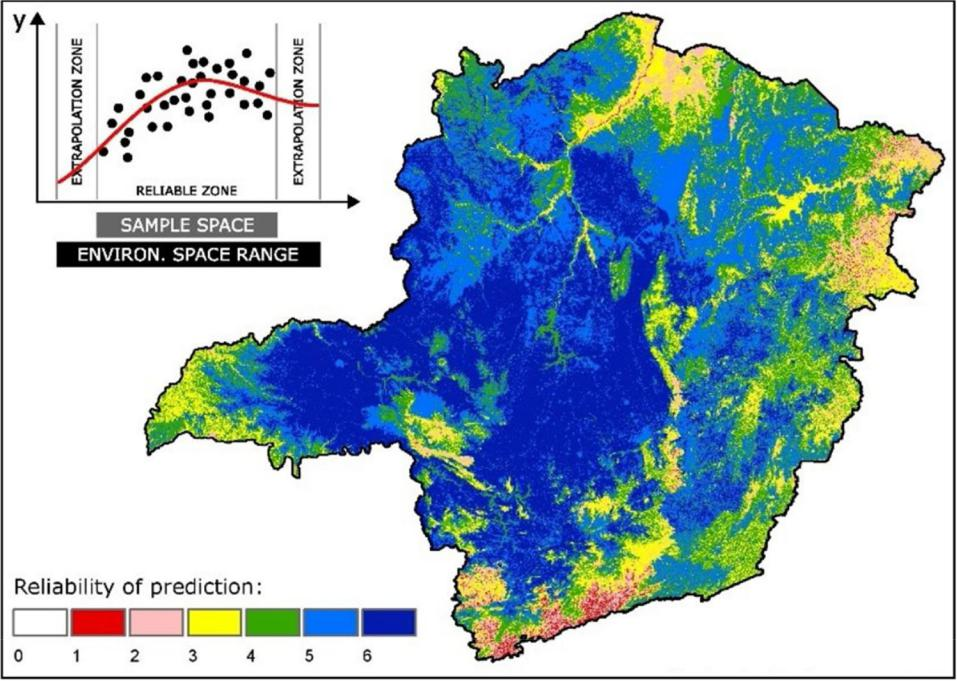 y
EXTRAPOLATION ZONE
EXTRAPOLATION ZONE
RELIABLE ZONE
SAMPLE SPACE
ENVIRON. SPACE RANGE
Reliability of prediction:
0 1 2 3 4 5 6